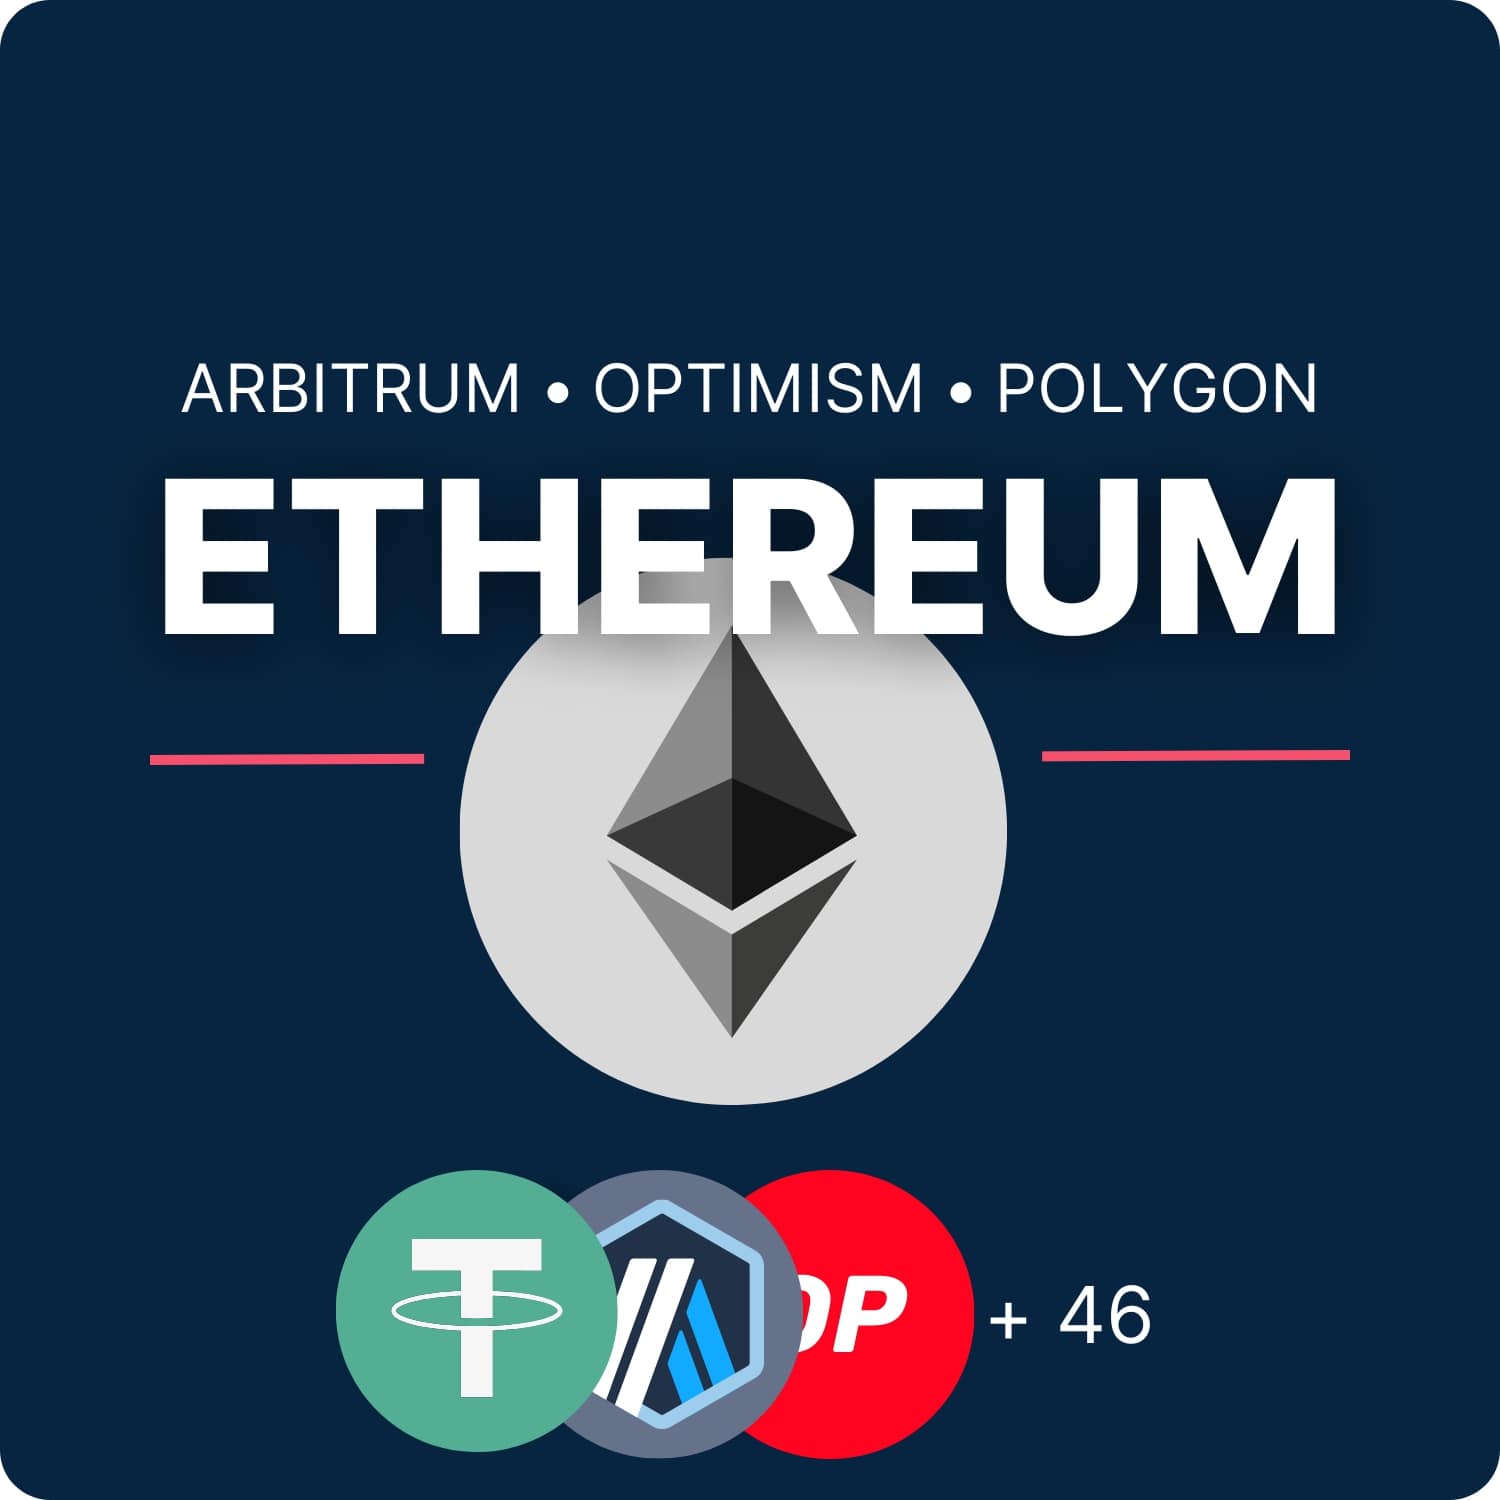 ARBITRUM • OPTIMISM • POLYGON
ETHEREUM
OP + 46